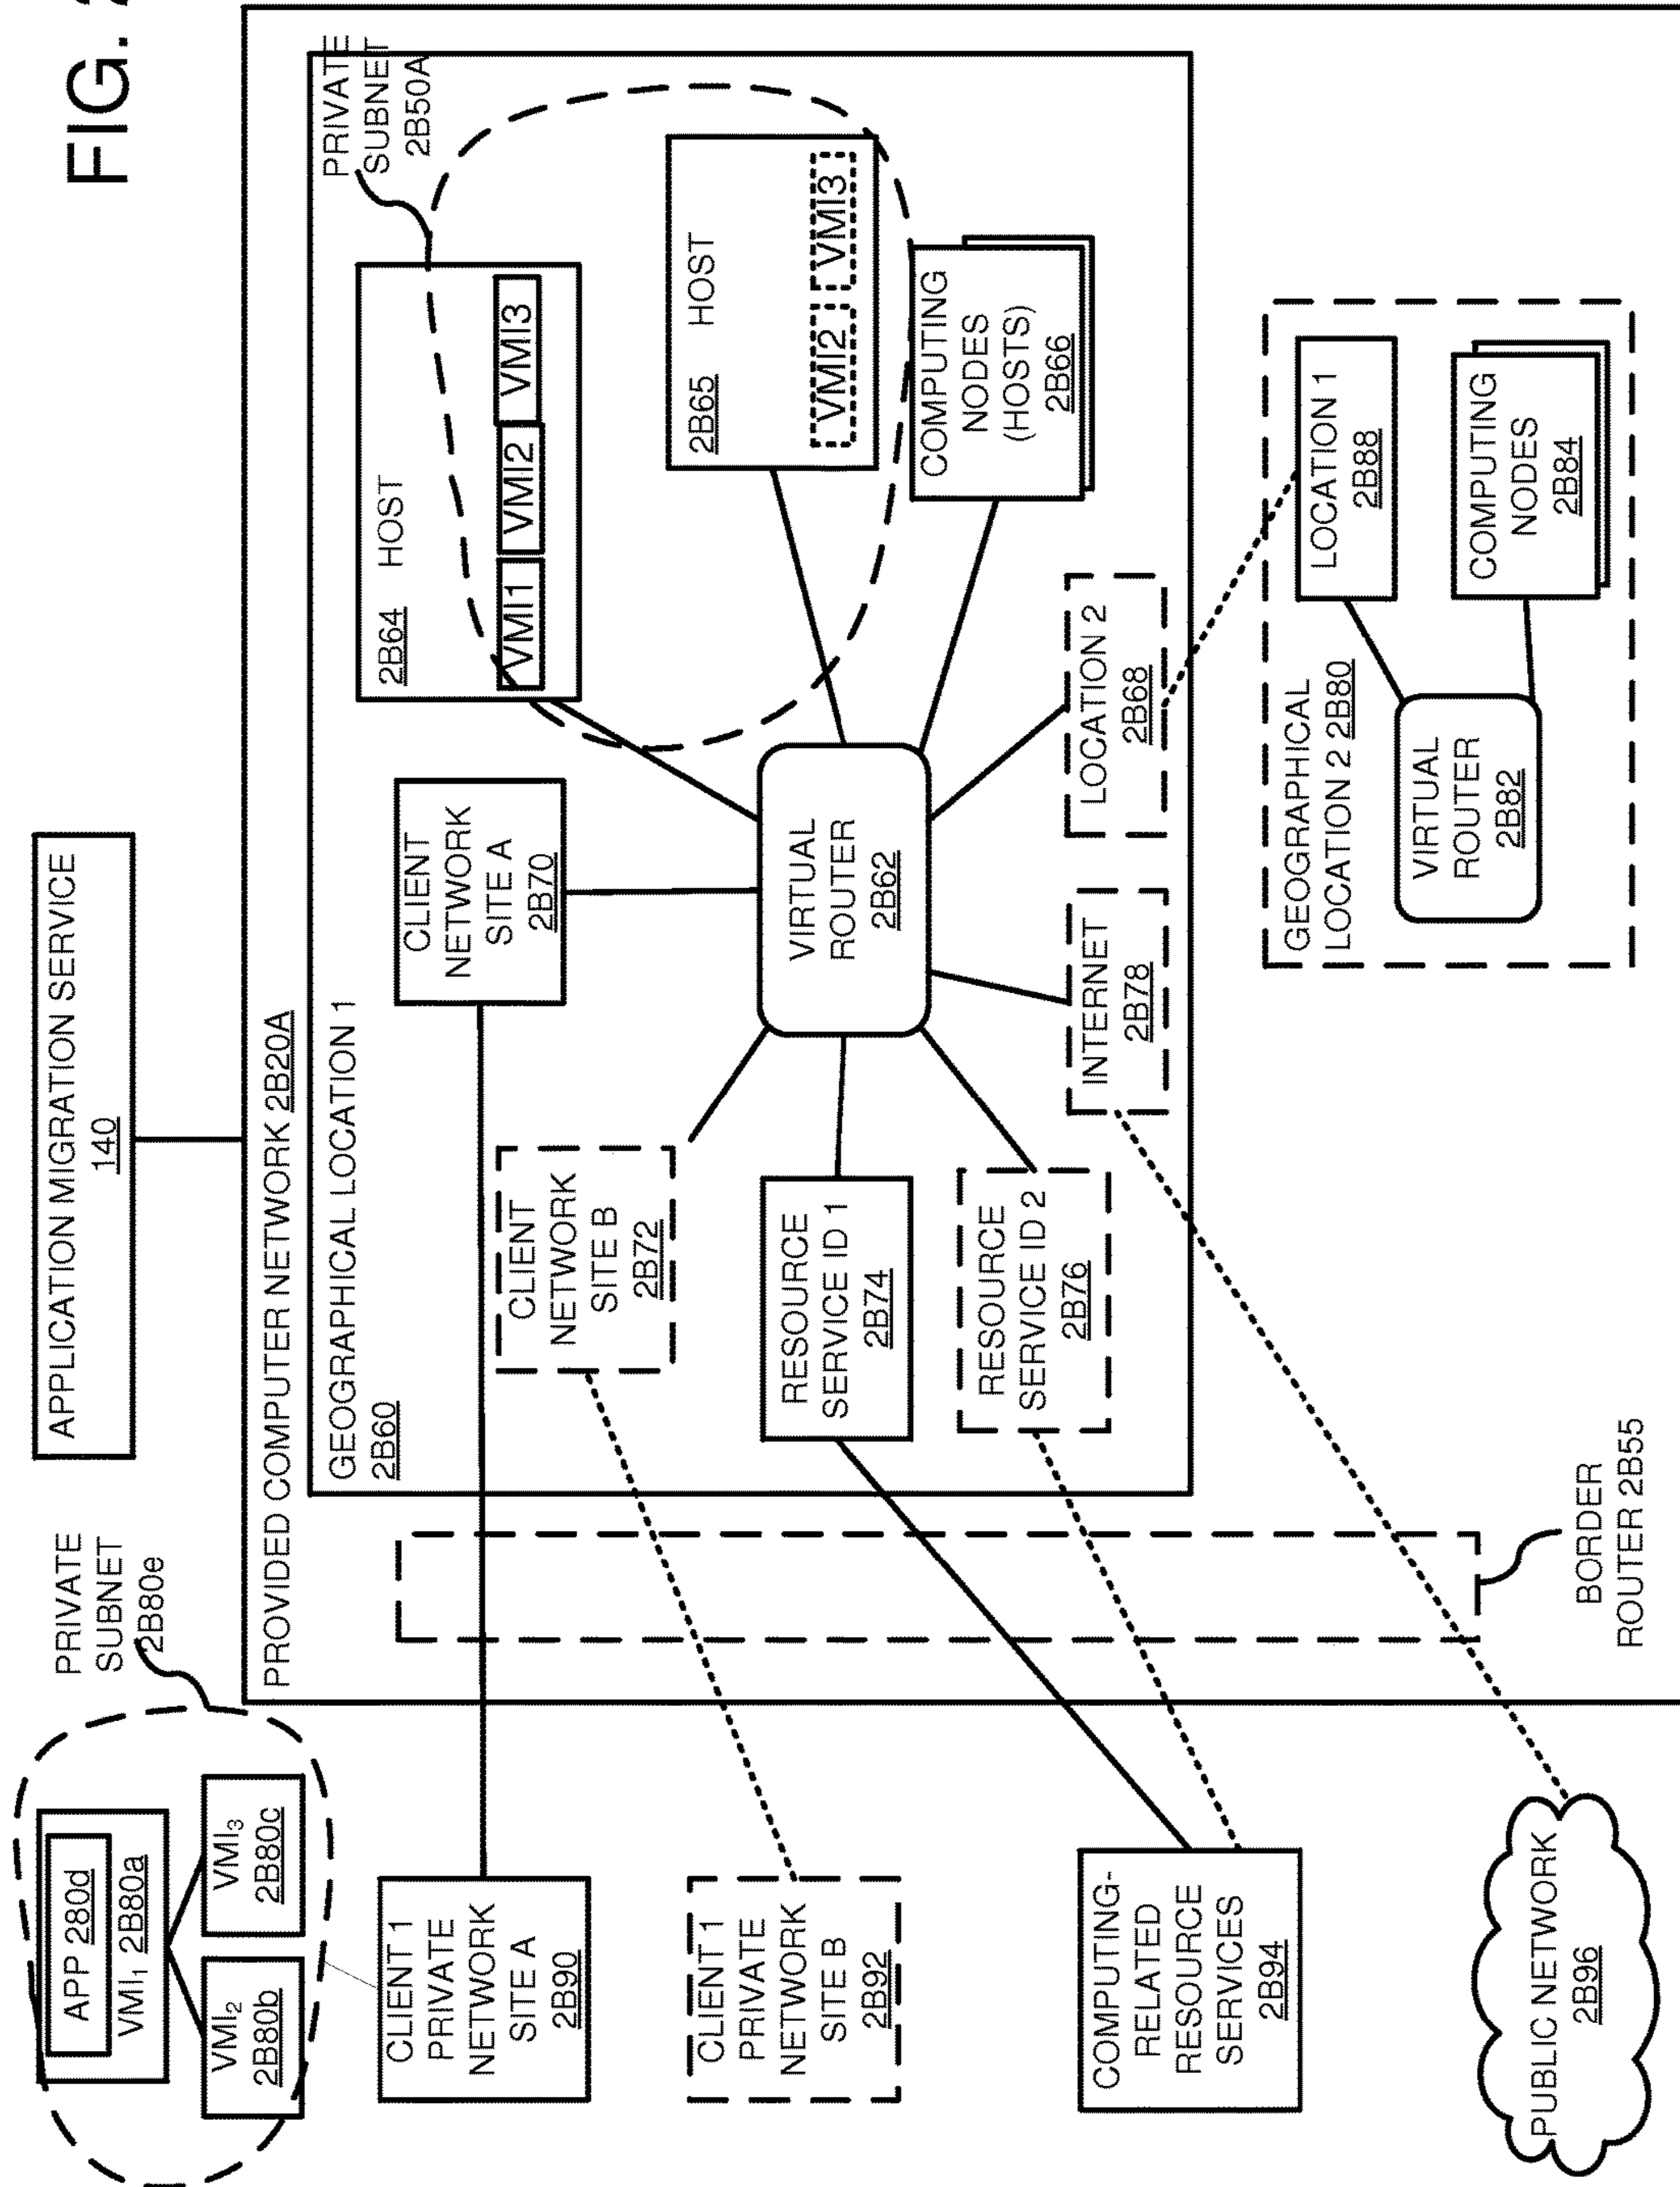 FIG. 2
APPLICATION MIGRATION SERVICE
140
PRIVATE
SUBNET
2B80e
APP 280d
VMI₁ 2B80a
VMI₂
2B80b
VMI₃
2B80c
PROVIDED COMPUTER NETWORK 2B20A
GEOGRAPHICAL LOCATION 1
2B60
PRIVATE
SUBNET
2B50A
CLIENT 1
PRIVATE
NETWORK
SITE A
2B90
CLIENT
NETWORK
SITE A
2B70
2B64
HOST
VMI1
VMI2
VMI3
CLIENT 1
PRIVATE
NETWORK
SITE B
2B92
CLIENT
NETWORK
SITE B
2B72
2B65
HOST
VMI2
VMI3
RESOURCE
SERVICE ID 1
2B74
VIRTUAL
ROUTER
2B62
COMPUTING
NODES
(HOSTS)
2B66
COMPUTING-
RELATED
RESOURCE
SERVICES
2B94
RESOURCE
SERVICE ID 2
2B76
INTERNET
2B78
LOCATION 2
2B68
PUBLIC NETWORK
2B96
BORDER
ROUTER 2B55
GEOGRAPHICAL
LOCATION 2 2B80
LOCATION 1
2B88
VIRTUAL
ROUTER
2B82
COMPUTING
NODES
2B84